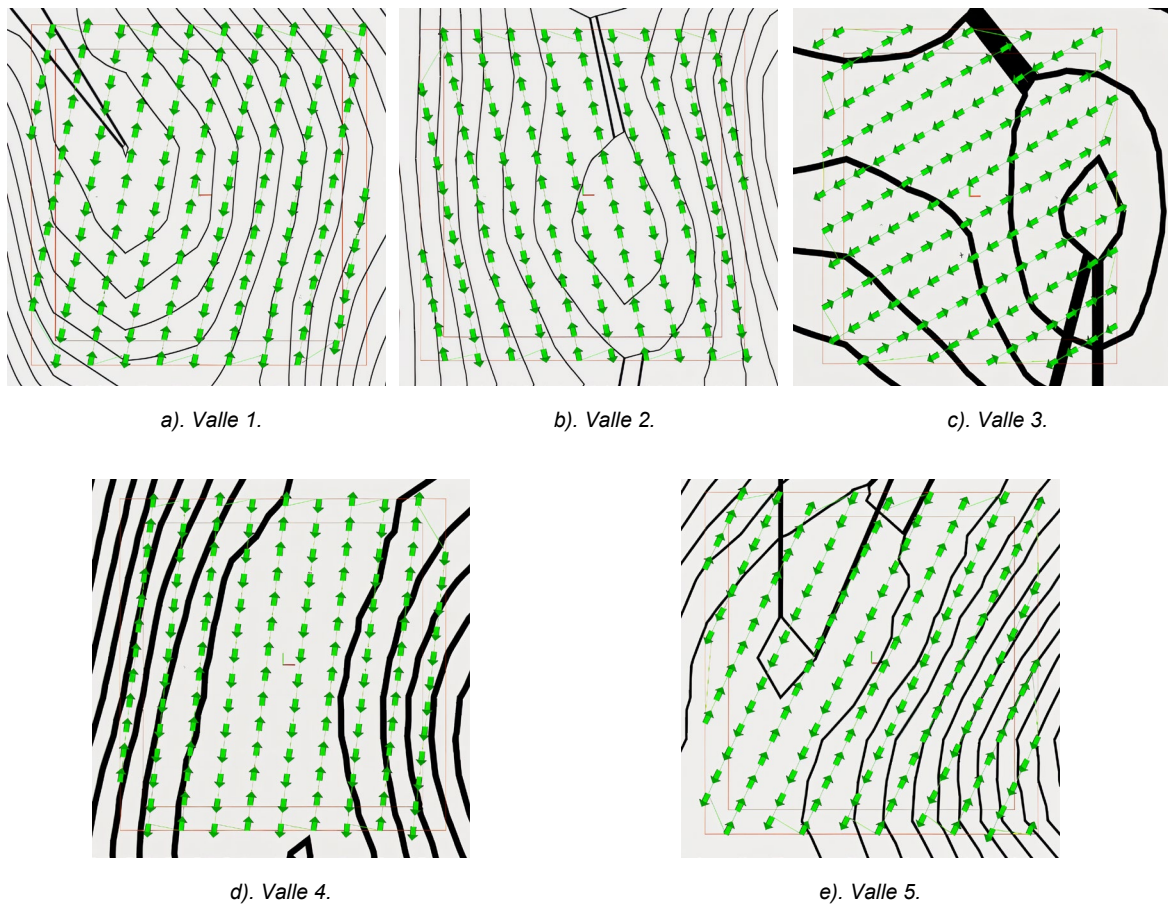 a). Valle 1.
b). Valle 2.
c). Valle 3.
d). Valle 4.
e). Valle 5.